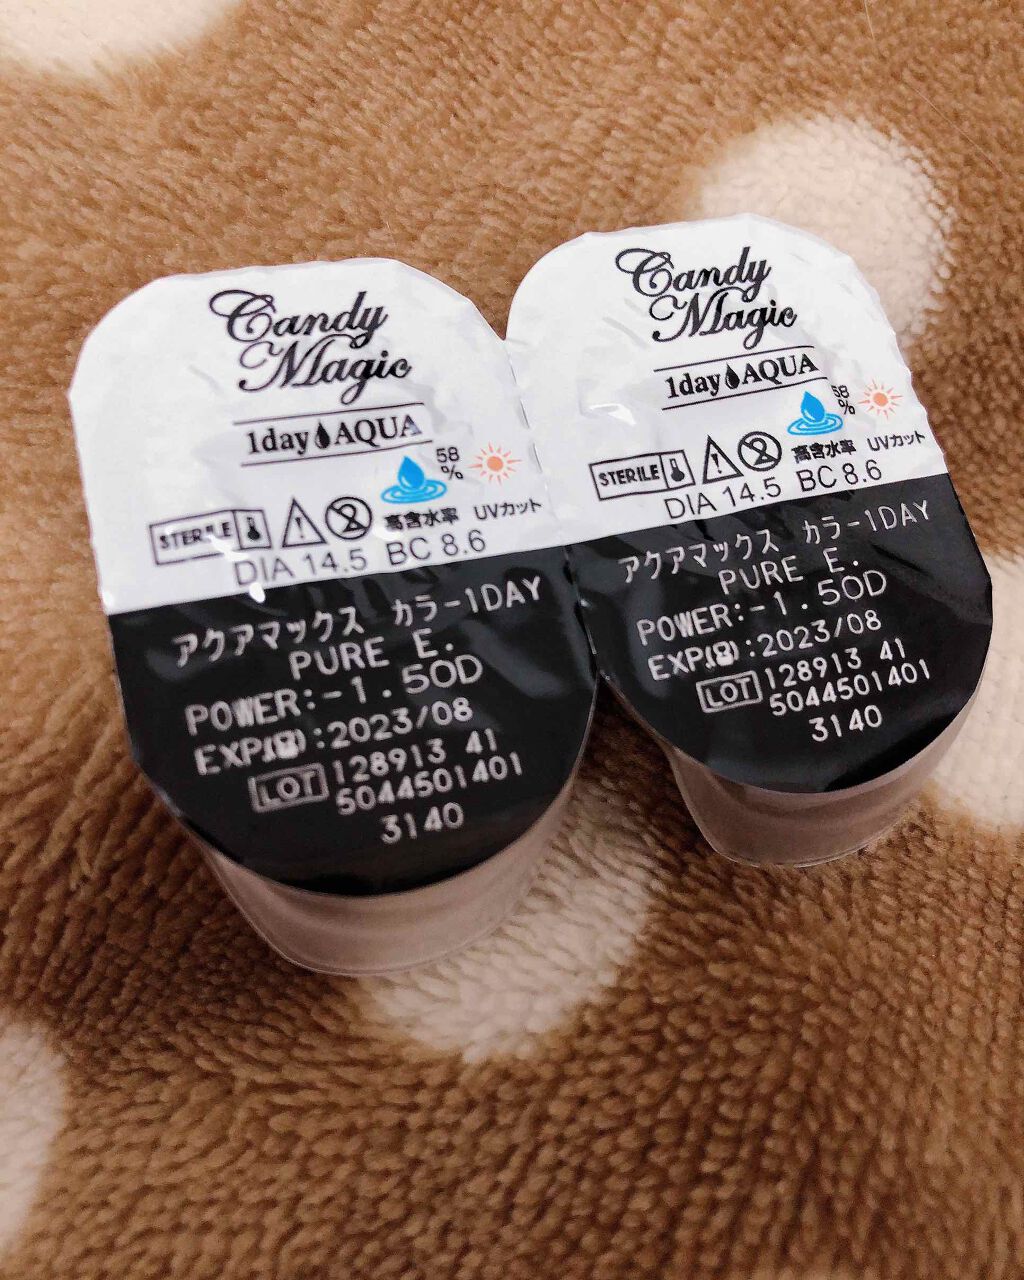 Candy
Magic
1day AQUA
58
%
STERILE
高含水率 UVカット
DIA 14.5 BC 8.6
アクアマックス カラー1DAY
PURE E.
POWER:-1.50D
EXP.:2023/08
LOT 128913 41
5044501401
3140
Candy
Magic
1day AQUA
58
%
STERILE
高含水率 UVカット
DIA 14.5 BC 8.6
アクアマックス カラー1DAY
PURE E.
POWER:-1.50D
EXP.:2023/08
LOT 128913 41
5044501401
3140